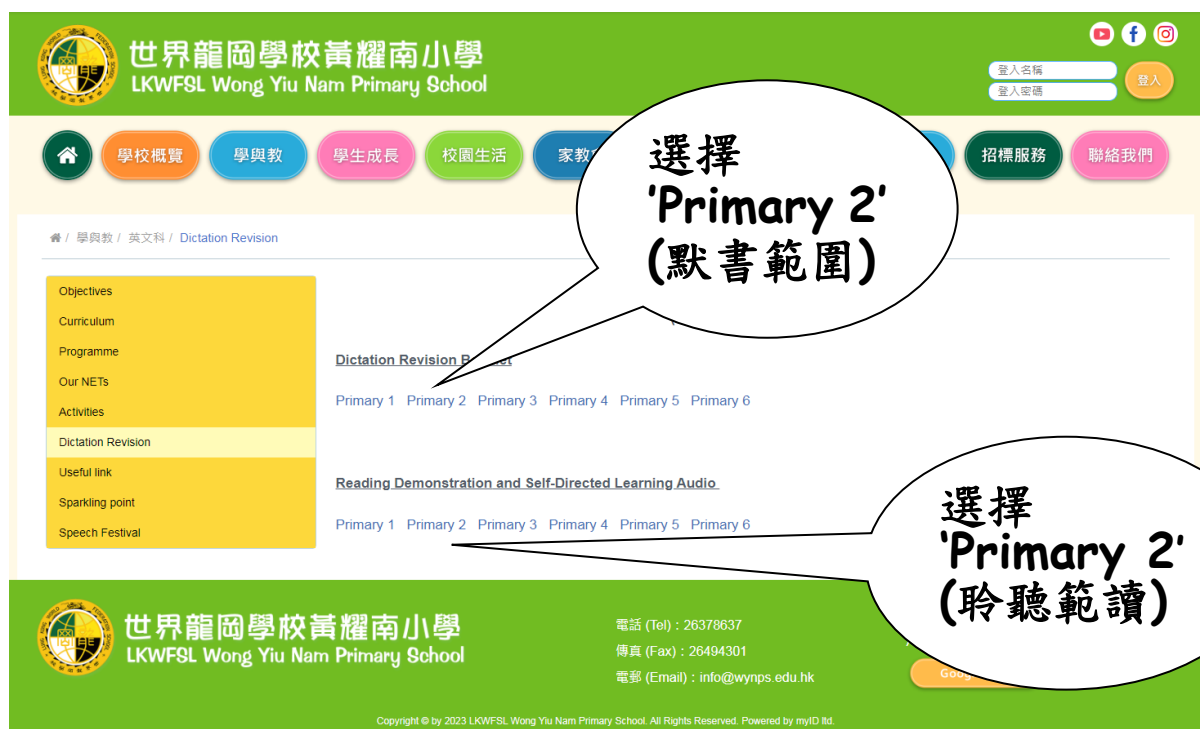 世界龍岡學校黃耀南小學
LKWFSL Wong Yiu Nam Primary School
登入名稱
登入密碼
登入
學校概覽
學與教
學生成長
校園生活
招標服務
聯絡我們
選擇
'Primary 2'
(默書範圍)
/ 學與教 / 英文科 / Dictation Revision
Objectives
Curriculum
Programme
Our NETs
Activities
Dictation Revision
Useful link
Sparkling point
Speech Festival
Dictation Revision
Primary 1 Primary 2 Primary 3 Primary 4 Primary 5 Primary 6
Reading Demonstration and Self-Directed Learning Audio
Primary 1 Primary 2 Primary 3 Primary 4 Primary 5 Primary 6
選擇
'Primary 2'
(聆聽範讀)
世界龍岡學校黃耀南小學
LKWFSL Wong Yiu Nam Primary School
電話 (Tel) : 26378637
傳真 (Fax) : 26494301
電郵 (Email) : info@wynps.edu.hk
Copyright © by 2023 LKWFSL Wong Yiu Nam Primary School. All Rights Reserved. Powered by myID ltd.